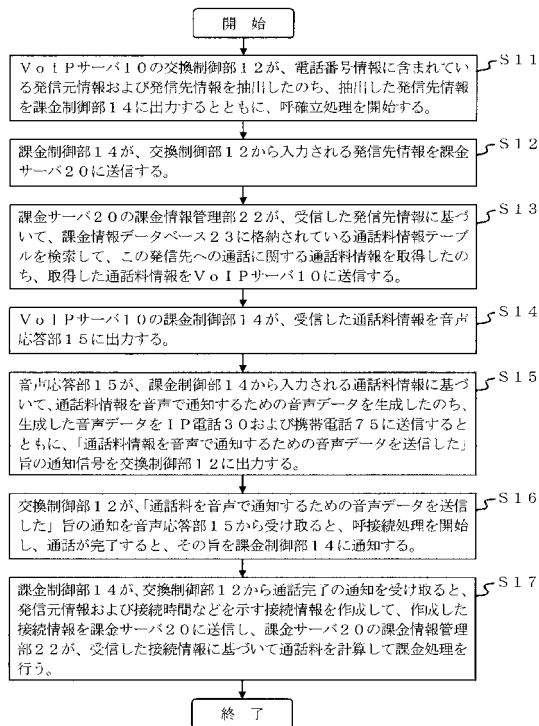 開 始
S11
VoIPサーバ10の交換制御部12が、電話番号情報に含まれてい
る発信元情報および発信先情報を抽出したのち、抽出した発信先情報
を課金制御部14に出力するとともに、呼確立処理を開始する。
S12
課金制御部14が、交換制御部12から入力される発信先情報を課金
サーバ20に送信する。
S13
課金サーバ20の課金情報管理部22が、受信した発信先情報に基づ
いて、課金情報データベース23に格納されている通話料情報テーブ
ルを検索して、この発信先への通話に関する通話料情報を取得したの
ち、取得した通話料情報をVoIPサーバ10に送信する。
S14
VoIPサーバ10の課金制御部14が、受信した通話料情報を音声
応答部15に出力する。
S15
音声応答部15が、課金制御部14から入力される通話料情報に基づ
いて、通話料情報を音声で通知するための音声データを生成したのち、
生成した音声データをIP電話30および携帯電話75に送信すると
ともに、「通話料情報を音声で通知するための音声データを送信した」
旨の通知信号を交換制御部12に出力する。
S16
交換制御部12が、「通話料を音声で通知するための音声データを送信
した」旨の通知を音声応答部15から受け取ると、呼接続処理を開始
し、通話が完了すると、その旨を課金制御部14に通知する。
S17
課金制御部14が、交換制御部12から通話完了の通知を受け取ると、
発信元情報および接続時間などを示す接続情報を作成して、作成した
接続情報を課金サーバ20に送信し、課金サーバ20の課金情報管理
部22が、受信した接続情報に基づいて通話料を計算して課金処理を
行う。
終 了